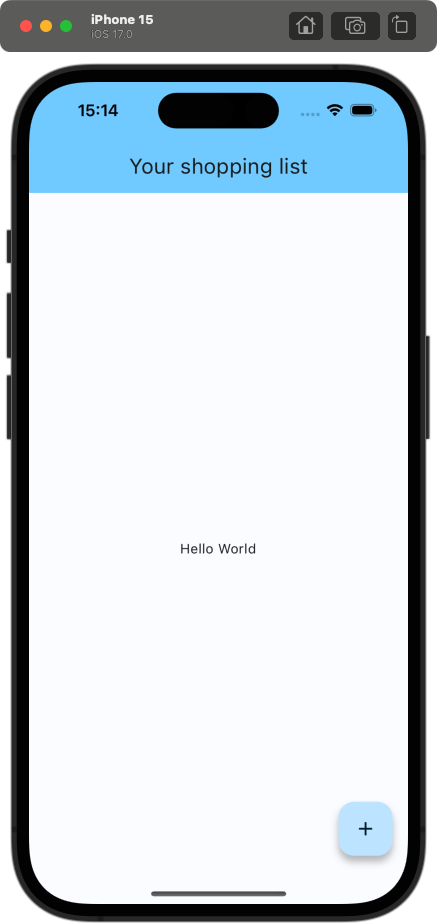 iPhone 15
iOS 17.0
15:14
Your shopping list
Hello World
+